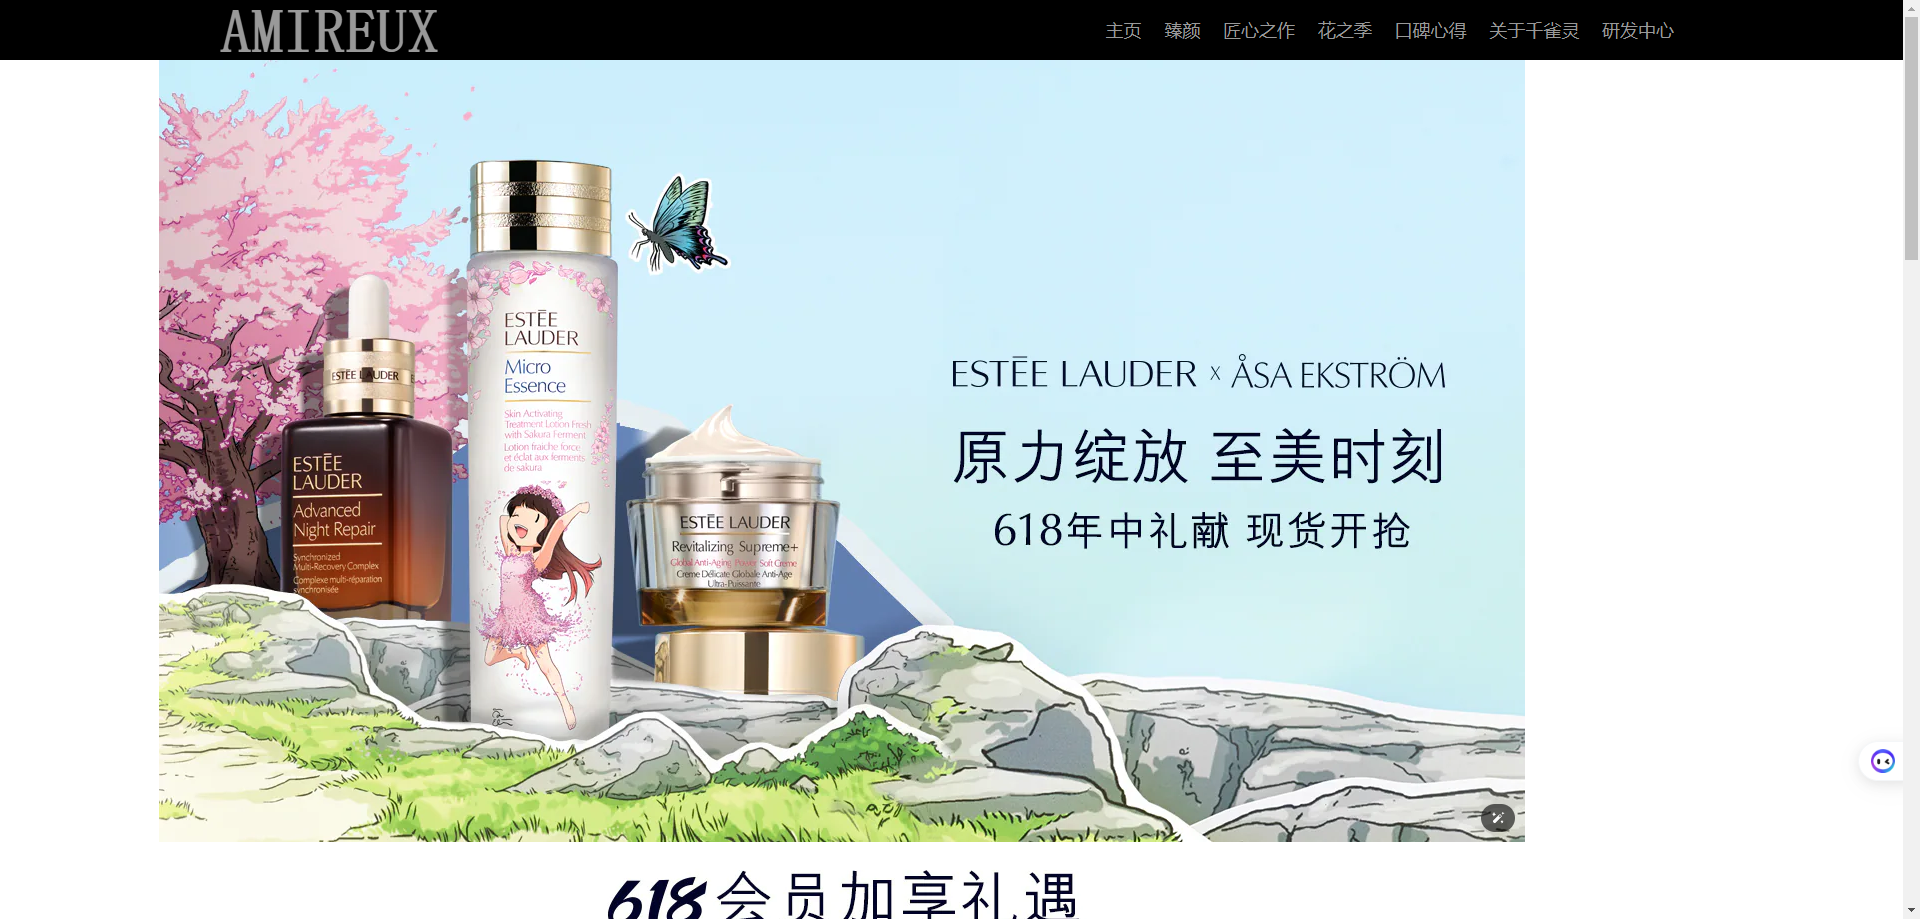 AMIREUX
主页 臻颜 匠心之作 花之季 口碑心得 关于千雀灵 研发中心
ESTĒE LAUDER x ÅSA EKSTRÖM
原力绽放 至美时刻
618年中礼献 现货开抢
ESTĒE LAUDER
ESTĒE
LAUDER
Advanced
Night Repair
Synchronized
Multi-Recovery Complex
Complexe multi-réparation
synchronisée
ESTĒE
LAUDER
Micro
Essence
Skin Activating
Treatment Lotion Fresh
with Sakura Ferment
Lotion fraîche force
et éclat aux ferments
de sakura
ESTĒE LAUDER
Revitalizing Supreme+
Global Anti-Aging Power Soft Creme
Creme Délicate Globale Anti-Age
Ultra-Puissante
618会员加享礼遇